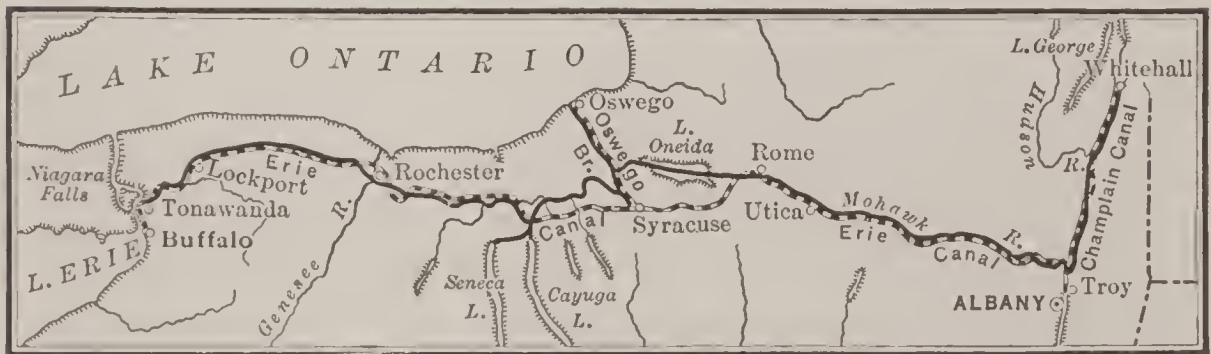 LAKE ONTARIO
L. George
Whitehall
Hudson
R.
Champlain Canal
Oswego
Oswego
Br.
L.
Oneida
Rome
Niagara
Falls
Lockport
Erie
Rochester
Tonawanda
Buffalo
L. ERIE
Genesee R.
Canal
Syracuse
Utica
Mohawk
R.
Erie
Canal
Seneca
L.
Cayuga
L.
Troy
ALBANY